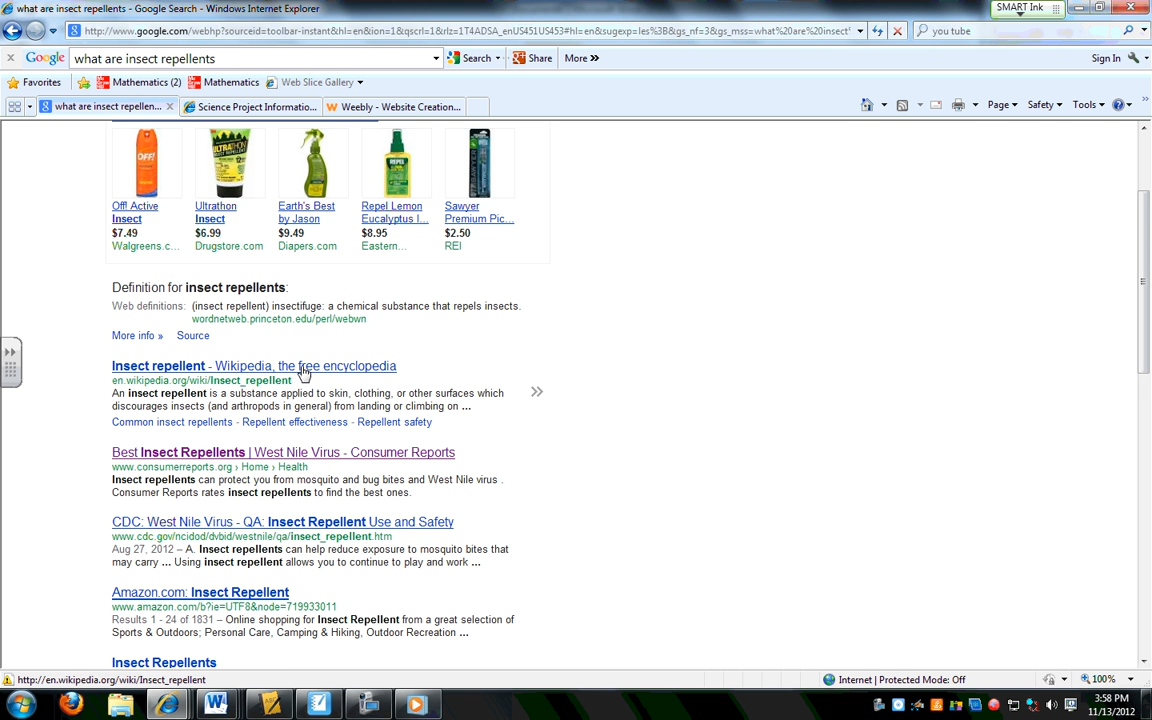 what are insect repellents - Google Search - Windows Internet Explorer
SMART Ink
http://www.google.com/webhp?sourceid=toolbar-instant&hl=en&ion=1&qscrl=1&rlz=1T4ADSA_enUS451US453#hl=en&sugexp=les%3B&gs_nf=3&gs_mss=what%20are%20insect'
you tube
Google what are insect repellents Search Share More » Sign In
Favorites Mathematics (2) Mathematics Web Slice Gallery
what are insect repellen... Science Project Informatio... Weebly - Website Creation... Page Safety Tools
OFF!
ULTRATHON
REPEL
SAWYER
Off! Active Insect
$7.49
Walgreens.c...
Ultrathon Insect
$6.99
Drugstore.com
Earth's Best by Jason
$9.49
Diapers.com
Repel Lemon Eucalyptus I...
$8.95
Eastern...
Sawyer Premium Pic...
$2.50
REI
Definition for insect repellents:
Web definitions: (insect repellent) insectifuge: a chemical substance that repels insects.
wordnetweb.princeton.edu/perl/webwn
More info » Source
Insect repellent - Wikipedia, the free encyclopedia
en.wikipedia.org/wiki/Insect_repellent
An insect repellent is a substance applied to skin, clothing, or other surfaces which
discourages insects (and arthropods in general) from landing or climbing on ...
Common insect repellents - Repellent effectiveness - Repellent safety
Best Insect Repellents | West Nile Virus - Consumer Reports
www.consumerreports.org › Home › Health
Insect repellents can protect you from mosquito and bug bites and West Nile virus .
Consumer Reports rates insect repellents to find the best ones.
CDC: West Nile Virus - QA: Insect Repellent Use and Safety
www.cdc.gov/ncidod/dvbid/westnile/qa/insect_repellent.htm
Aug 27, 2012 – A. Insect repellents can help reduce exposure to mosquito bites that
may carry ... Using insect repellent allows you to continue to play and work ...
Amazon.com: Insect Repellent
www.amazon.com/b?ie=UTF8&node=719933011
Results 1 - 24 of 1831 – Online shopping for Insect Repellent from a great selection of
Sports & Outdoors; Personal Care, Camping & Hiking, Outdoor Recreation ...
Insect Repellents
http://en.wikipedia.org/wiki/Insect_repellent Internet | Protected Mode: Off 100%
3:58 PM
11/13/2012